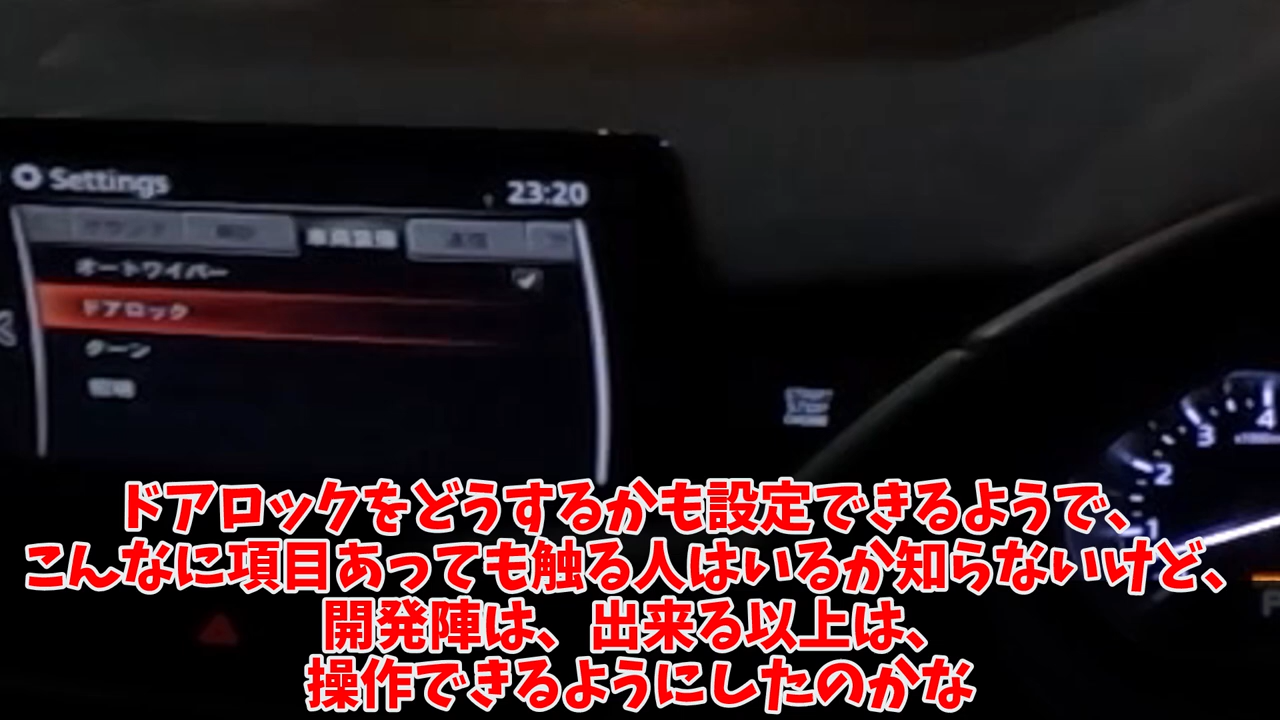 Settings
23:20
オートワイパー
ドアロック
ターン
4
3
2
1
ドアロックをどうするかも設定できるようで、
こんなに項目あっても触る人はいるか知らないけど、
開発陣は、出来る以上は、
操作できるようにしたのかな